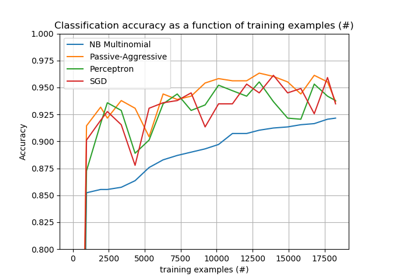 Classification accuracy as a function of training examples (#)
1.000
0.975
0.950
0.925
0.900
0.875
0.850
0.825
0.800
Accuracy
NB Multinomial
Passive-Aggressive
Perceptron
SGD
0 2500 5000 7500 10000 12500 15000 17500
training examples (#)